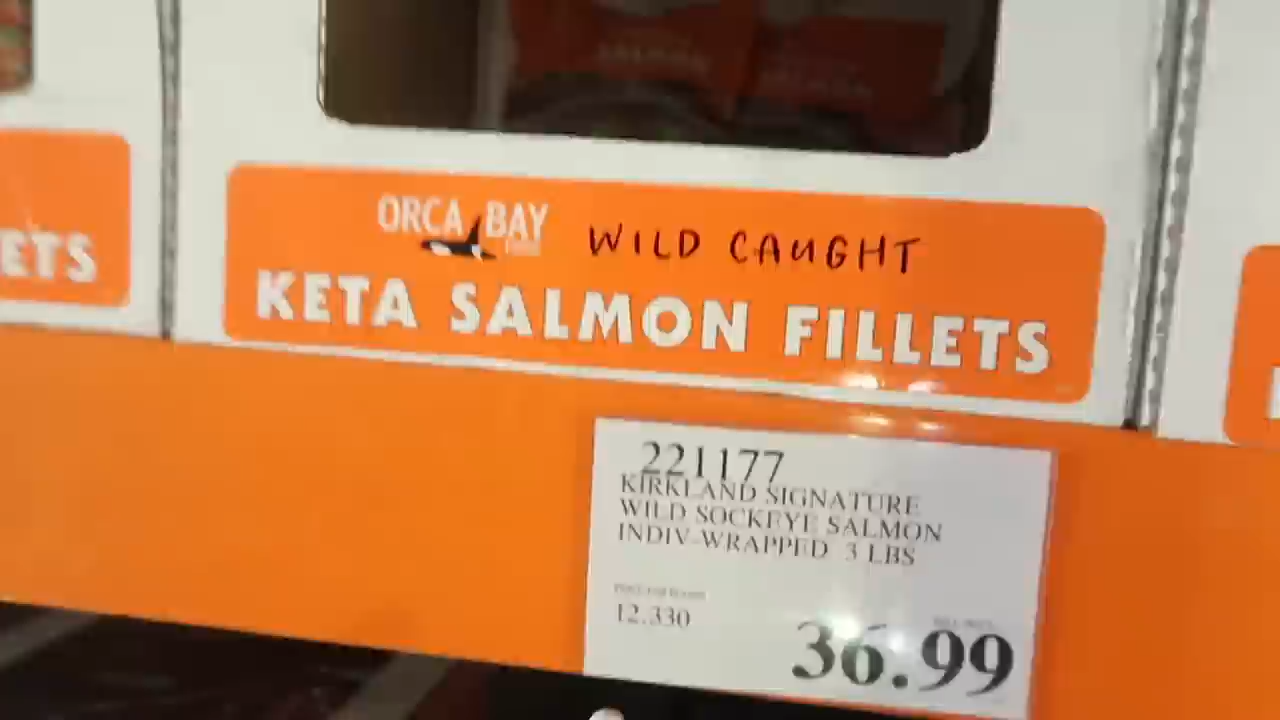 SALMON
ORCA BAY
WILD CAUGHT
ETS
KETA SALMON FILLETS
221177
KIRKLAND SIGNATURE
WILD SOCKEYE SALMON
INDIV-WRAPPED 3 LBS
12.330
36.99